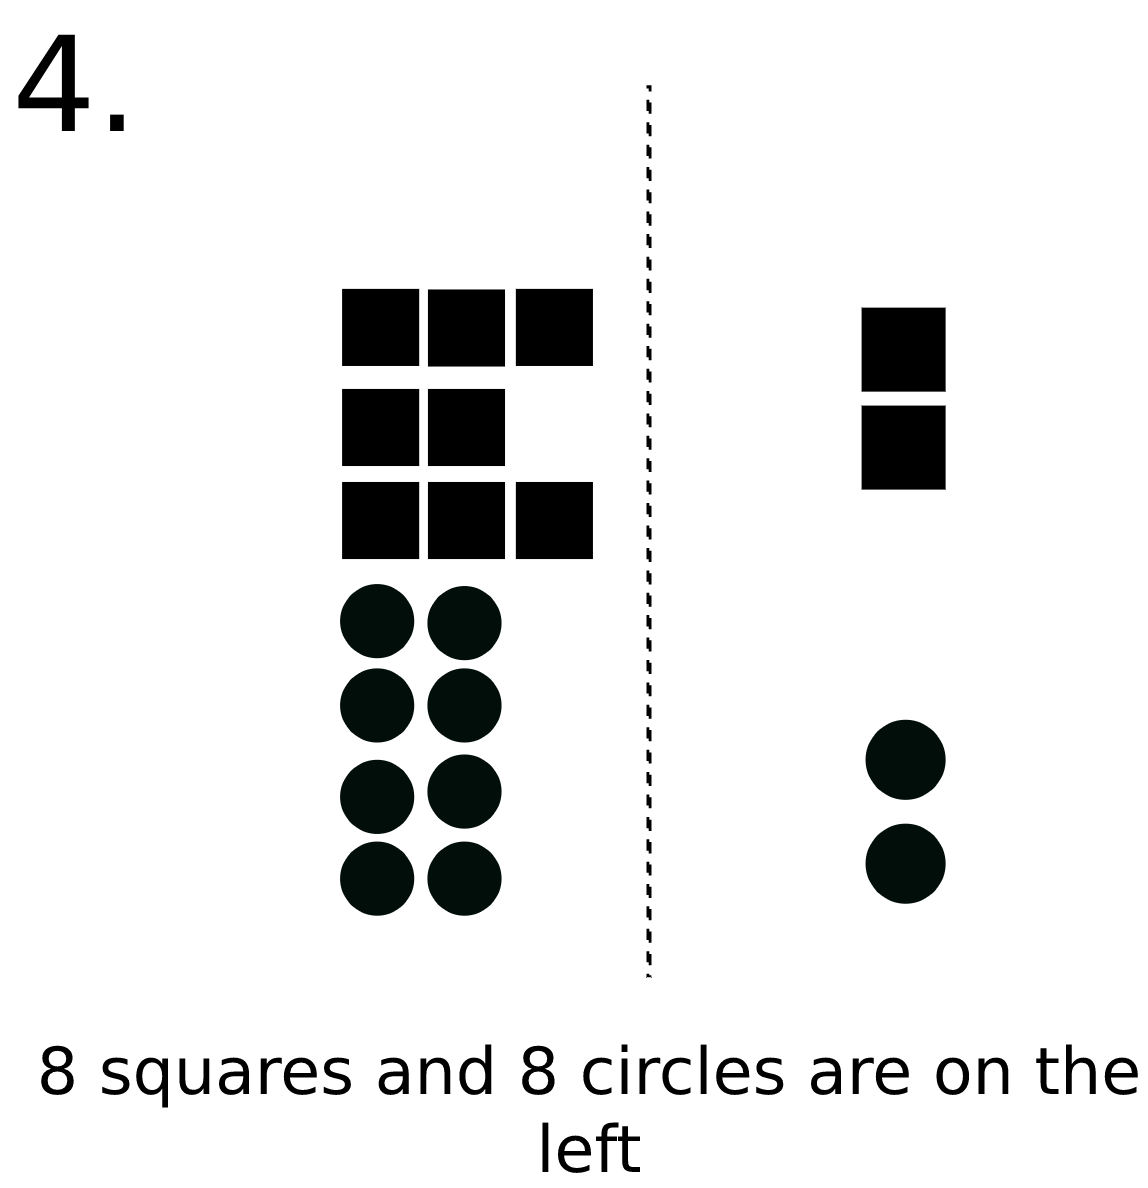 4.
8 squares and 8 circles are on the
left